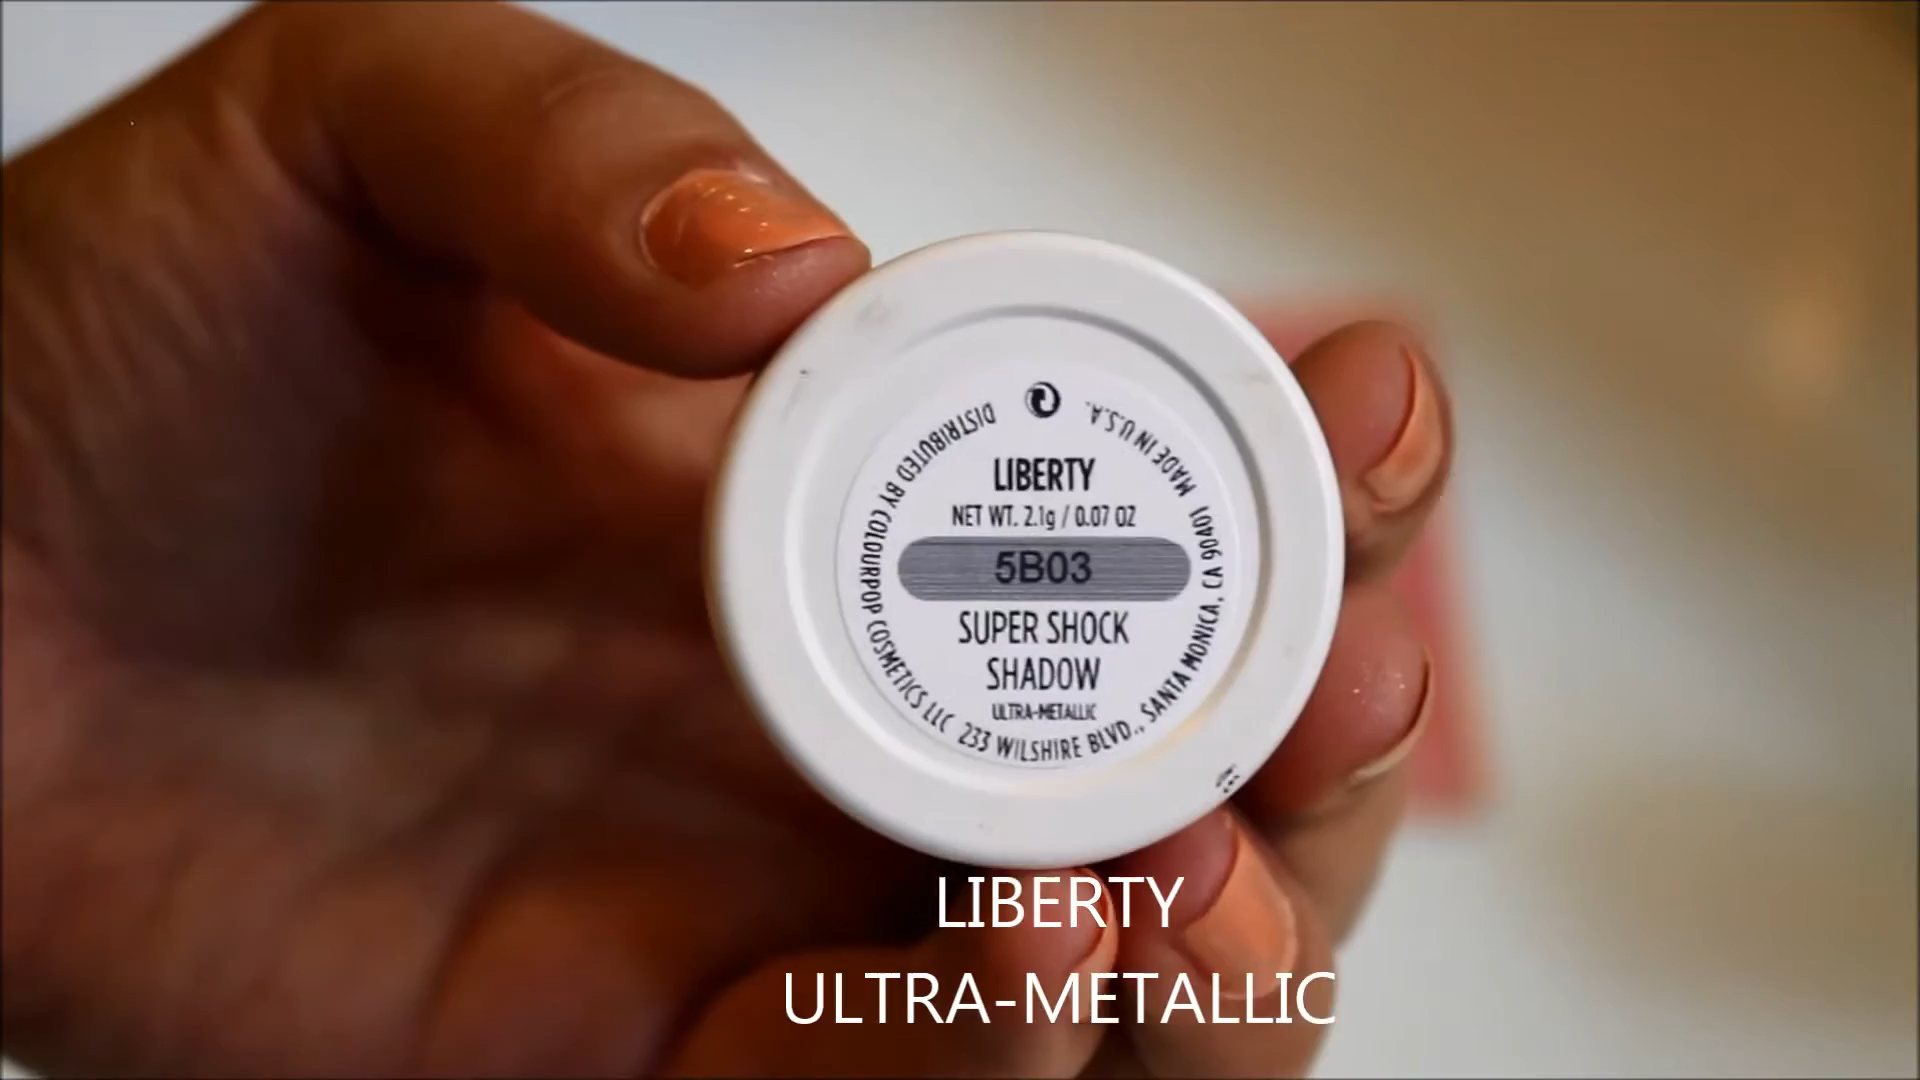 LIBERTY
NET WT. 2.1g / 0.07 OZ
5B03
SUPER SHOCK
SHADOW
ULTRA-METALLIC
DISTRIBUTED BY COLOURPOP COSMETICS LLC 233 WILSHIRE BLVD., SANTA MONICA, CA 90401 MADE IN U.S.A.
LIBERTY
ULTRA-METALLIC